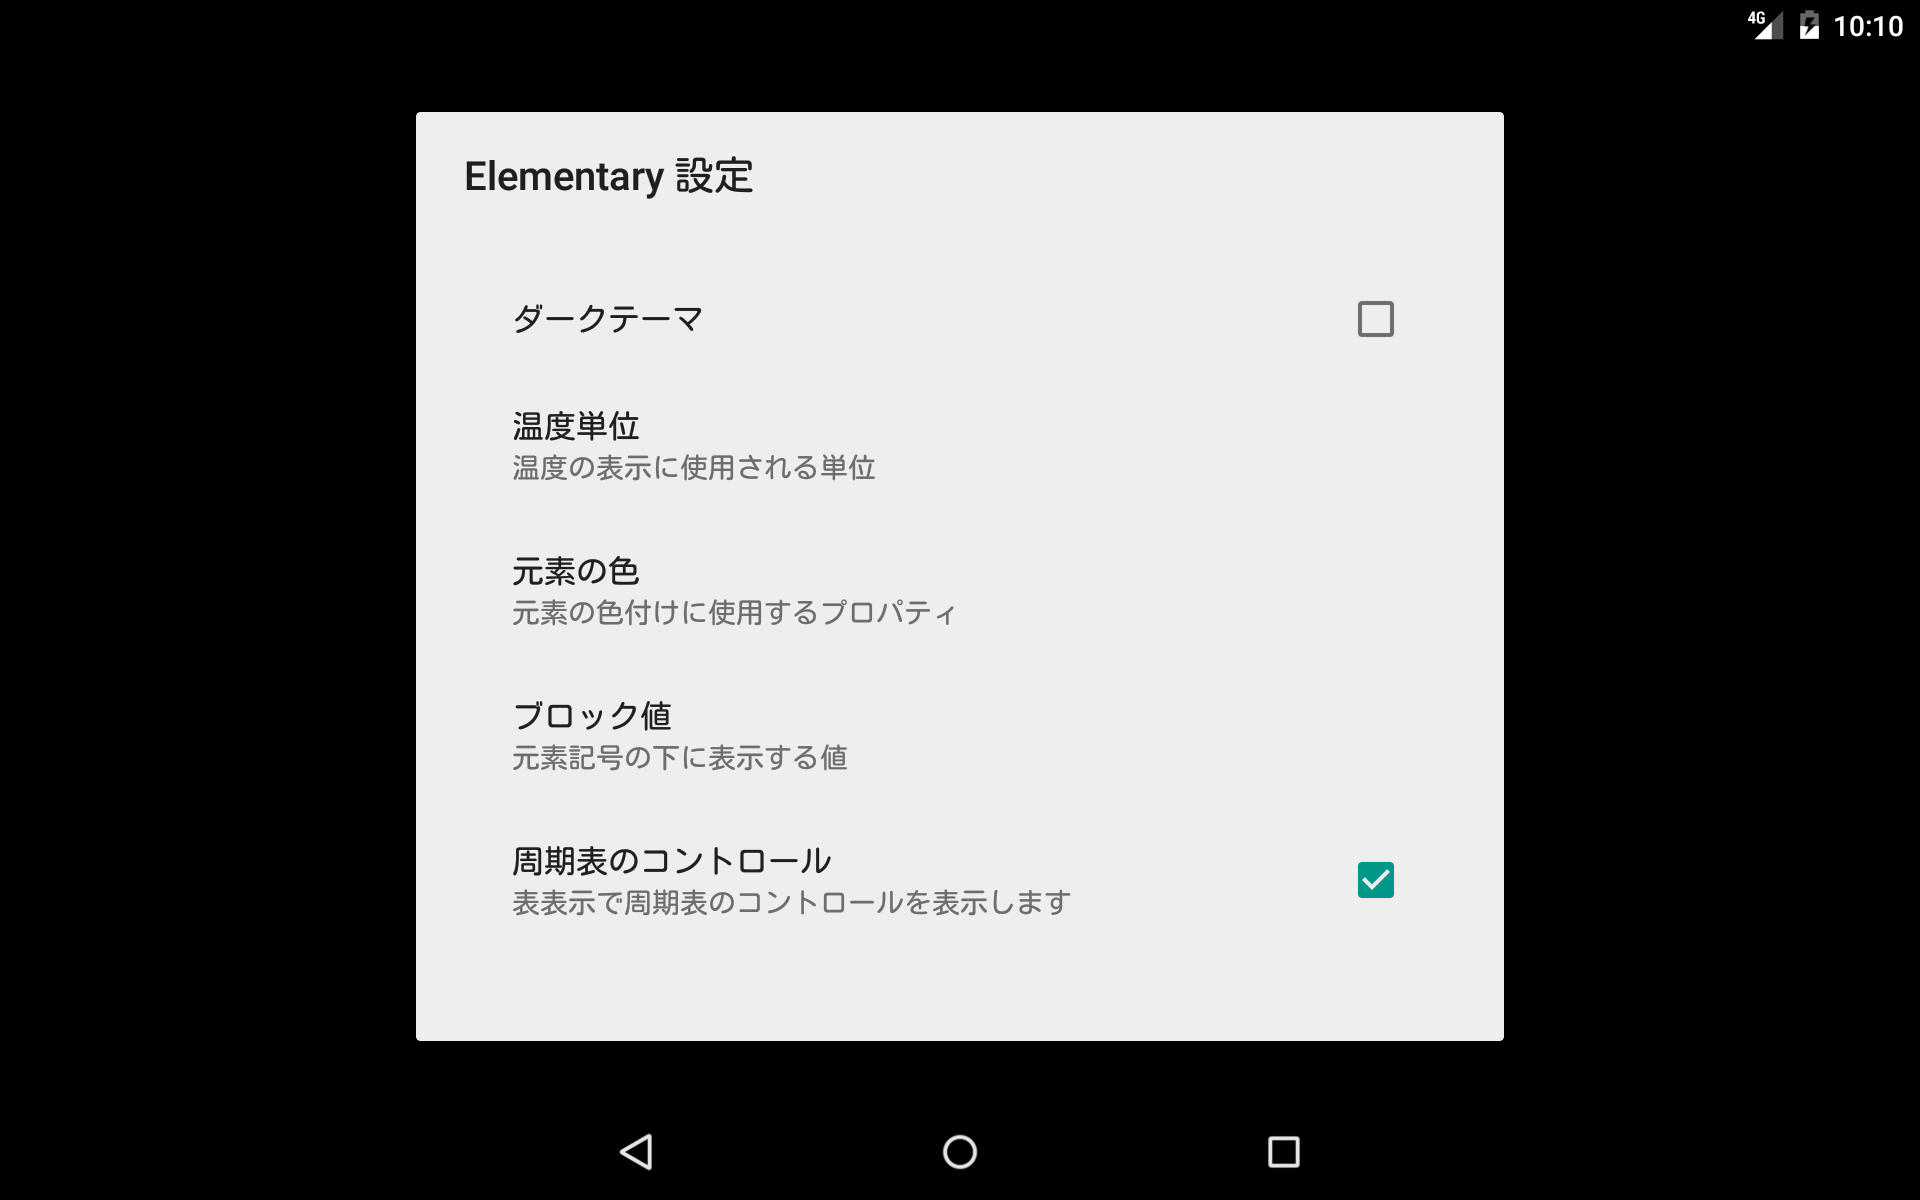 4G 10:10
Elementary 設定
ダークテーマ
温度単位
温度の表示に使用される単位
元素の色
元素の色付けに使用するプロパティ
ブロック値
元素記号の下に表示する値
周期表のコントロール
表表示で周期表のコントロールを表示します